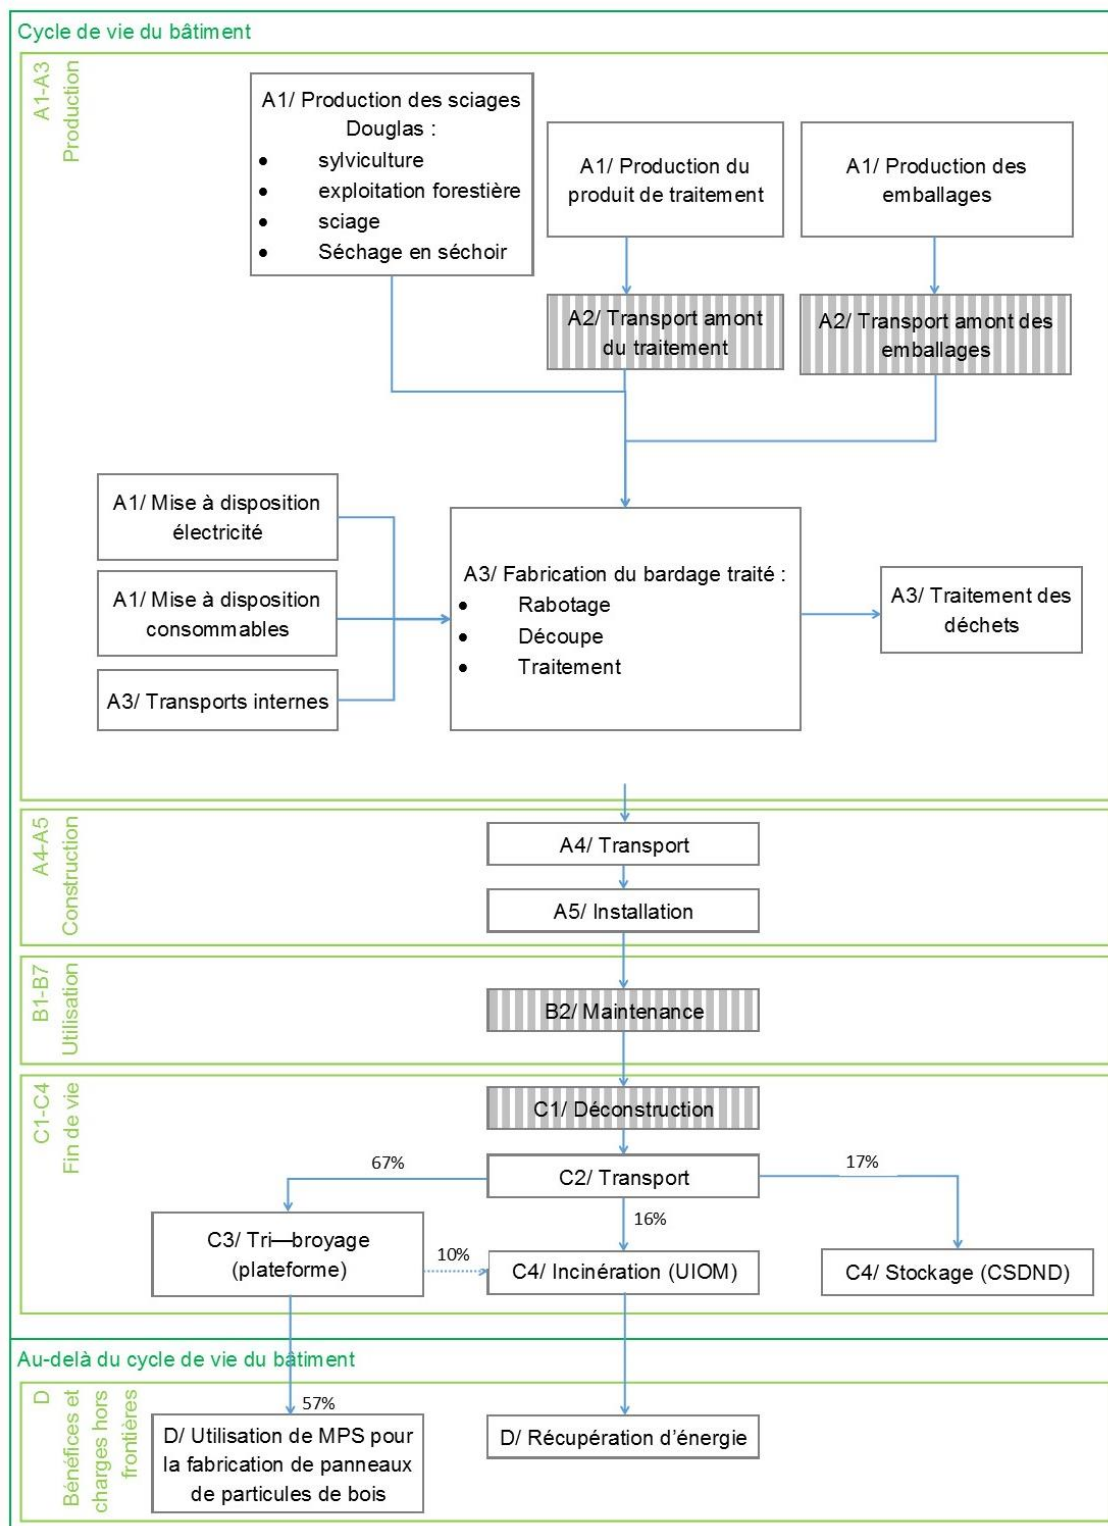 Cycle de vie du bâtiment
A1-A3
Production
A1/ Production des sciages
Douglas :
• sylviculture
• exploitation forestière
• sciage
• Séchage en séchoir
A1/ Production du
produit de traitement
A1/ Production des
emballages
A2/ Transport amont
du traitement
A2/ Transport amont des
emballages
A1/ Mise à disposition
électricité
A1/ Mise à disposition
consommables
A3/ Transports internes
A3/ Fabrication du bardage traité :
• Rabotage
• Découpe
• Traitement
A3/ Traitement des
déchets
A4-A5
Construction
A4/ Transport
A5/ Installation
B1-B7
Utilisation
B2/ Maintenance
C1-C4
Fin de vie
C1/ Déconstruction
67%
C2/ Transport
17%
16%
C3/ Tri—broyage
(plateforme)
10%
C4/ Incinération (UIOM)
C4/ Stockage (CSDND)
Au-delà du cycle de vie du bâtiment
D
Bénéfices et
charges hors
frontières
57%
D/ Utilisation de MPS pour
la fabrication de panneaux
de particules de bois
D/ Récupération d’énergie